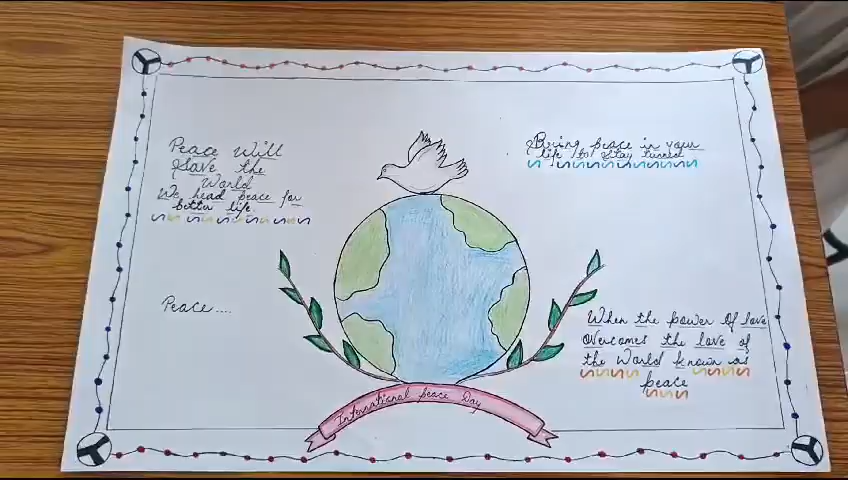 Peace Will
Save the
World
We head peace for
better life.
Bring peace in your
life to Stay tuned
Peace....
When the power of love
overcomes the love of
the World known as
peace
International peace Day